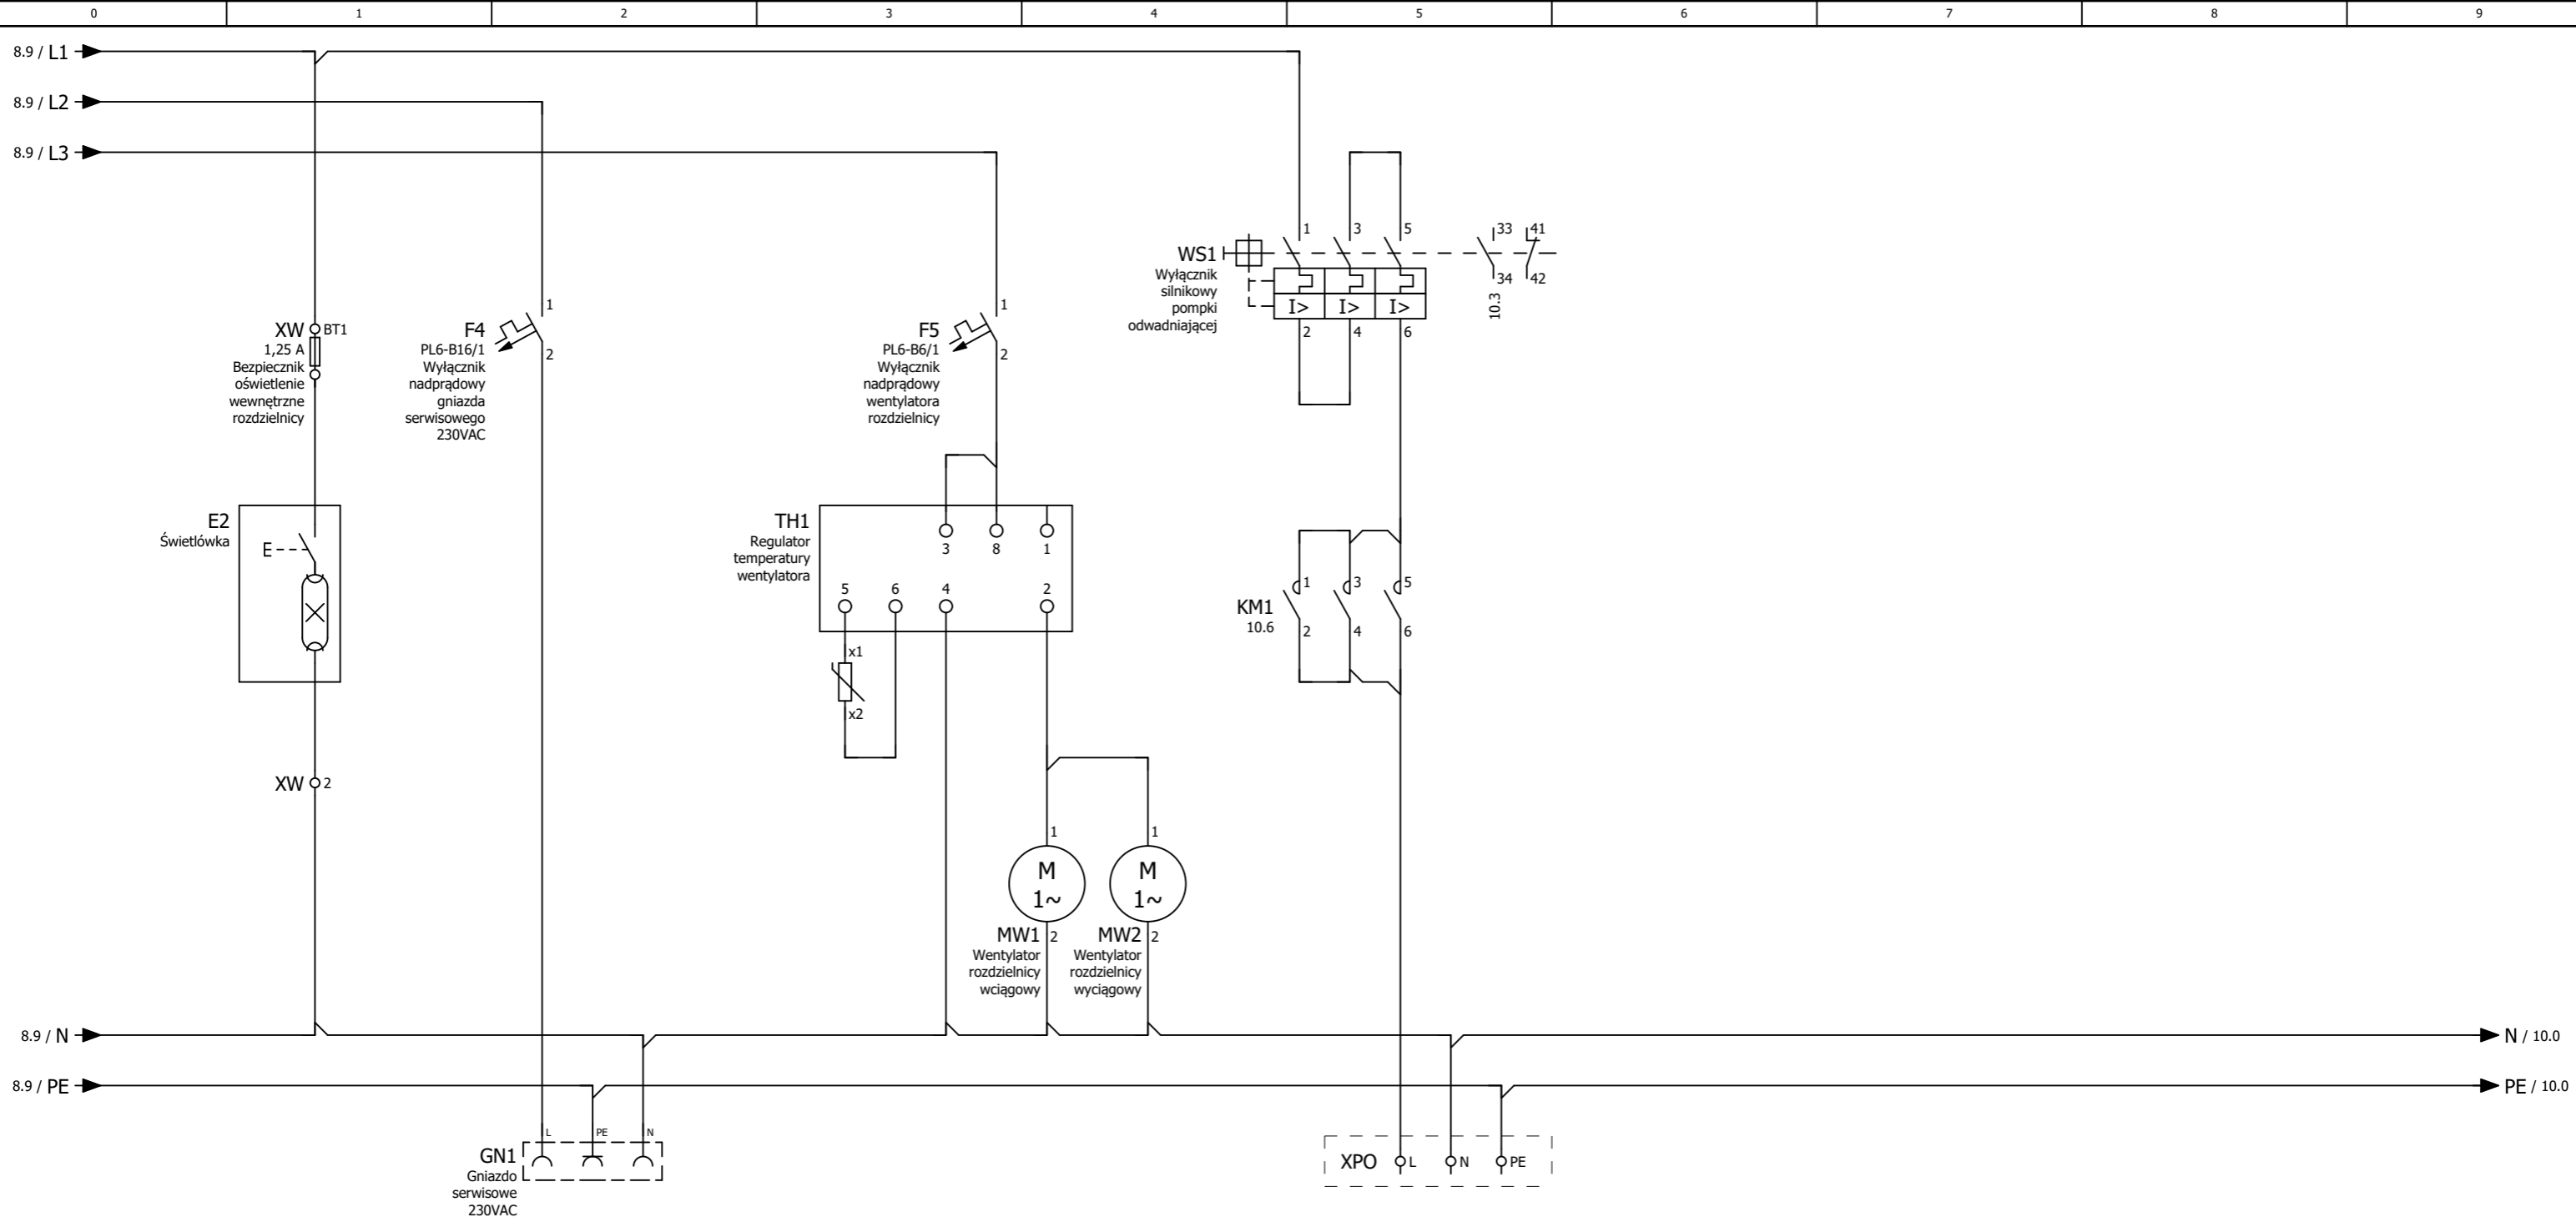 0 1 2 3 4 5 6 7 8 9
8.9 / L1
8.9 / L2
8.9 / L3
XW BT1
1,25 A
Bezpiecznik
oświetlenie
wewnętrzne
rozdzielnicy
F4
PL6-B16/1
Wyłącznik
nadprądowy
gniazda
serwisowego
230VAC
1
2
F5
PL6-B6/1
Wyłącznik
nadprądowy
wentylatora
rozdzielnicy
1
2
WS1
Wyłącznik
silnikowy
pompki
odwadniającej
1 3 5
I> I> I>
2 4 6
33 41
34 42
10.3
E2
Świetlówka
E
XW 2
TH1
Regulator
temperatury
wentylatora
3 8 1
5 6 4 2
x1
x2
KM1
10.6
1 3 5
2 4 6
1
M
1~
2
MW1
Wentylator
rozdzielnicy
wciągowy
1
M
1~
2
MW2
Wentylator
rozdzielnicy
wyciągowy
8.9 / N
N / 10.0
8.9 / PE
PE / 10.0
L PE N
GN1
Gniazdo
serwisowe
230VAC
XPO L N PE